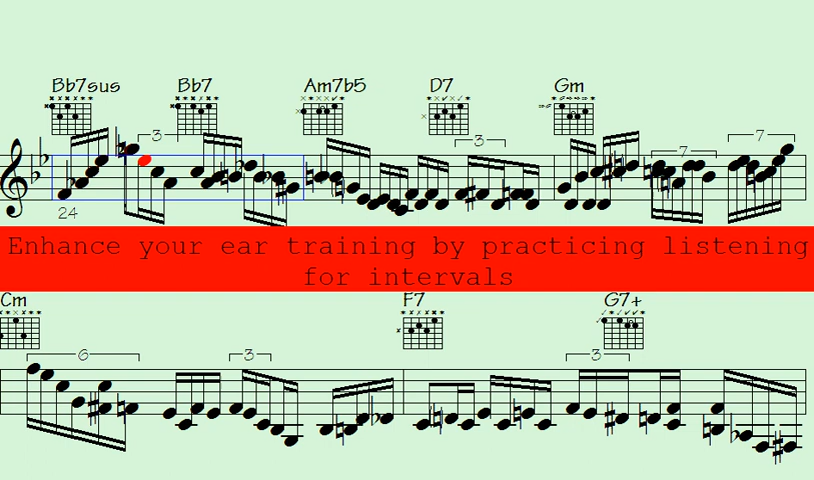 Bb7sus Bb7 Am7b5 D7 Gm
3 3 7 7
24
Enhance your ear training by practicing listening
for intervals
Cm F7 G7+
6 3 3